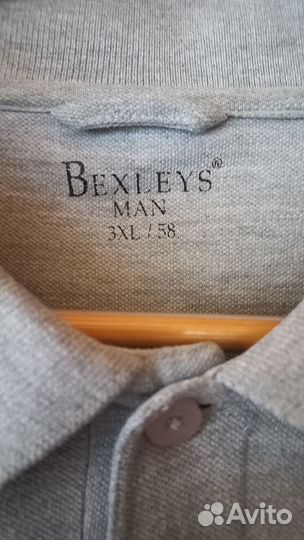 BEXLEYS®
MAN
3XL / 58
Avito